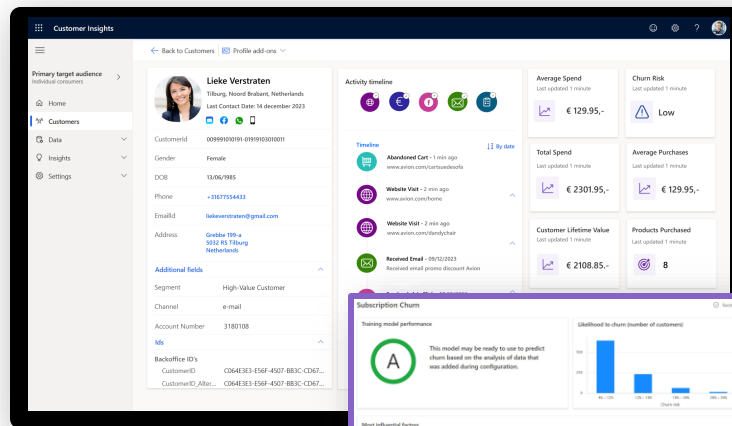 Customer Insights
Back to Customers
Profile add-ons
Primary target audience
Individual consumers
Home
Customers
Data
Insights
Settings
Lieke Verstraten
Tilburg, Noord Brabant, Netherlands
Last Contact Date: 14 december 2023
CustomerId 009991010191-01919103010011
Gender Female
DOB 13/06/1985
Phone +31677554433
EmailId liekeverstraten@gmail.com
Address Grebbe 199-a
5032 RS Tilburg
Netherlands
Additional fields
Segment High-Value Customer
Channel e-mail
Account Number 3180108
Ids
Backoffice ID's
CustomerID C064E3E3-E56F-4507-BB3C-CD67...
CustomerID_Alter... C064E3E3-E56F-4507-BB3C-CD67...
Activity timeline
Timeline
By date
Abandoned Cart - 1 min ago
www.avion.com/cartsuedesofa
Website Visit - 2 min ago
www.avion.com/home
Website Visit - 2 min ago
www.avion.com/dandychair
Received Email - 09/12/2023
Received email promo discount Avion
Average Spend
Last updated 1 minute
€ 129.95,-
Churn Risk
Last updated 1 minute
Low
Total Spend
Last updated 1 minute
€ 2301.95,-
Average Purchases
Last updated 1 minute
€ 129.95,-
Customer Lifetime Value
Last updated 1 minute
€ 2108.85.-
Products Purchased
Last updated 1 minute
8
Subscription Churn
Training model performance
A
This model may be ready to use to predict
churn based on the analysis of data that
was added during configuration.
Likelihood to churn (number of customers)
0
Churn risk
Most influential factors